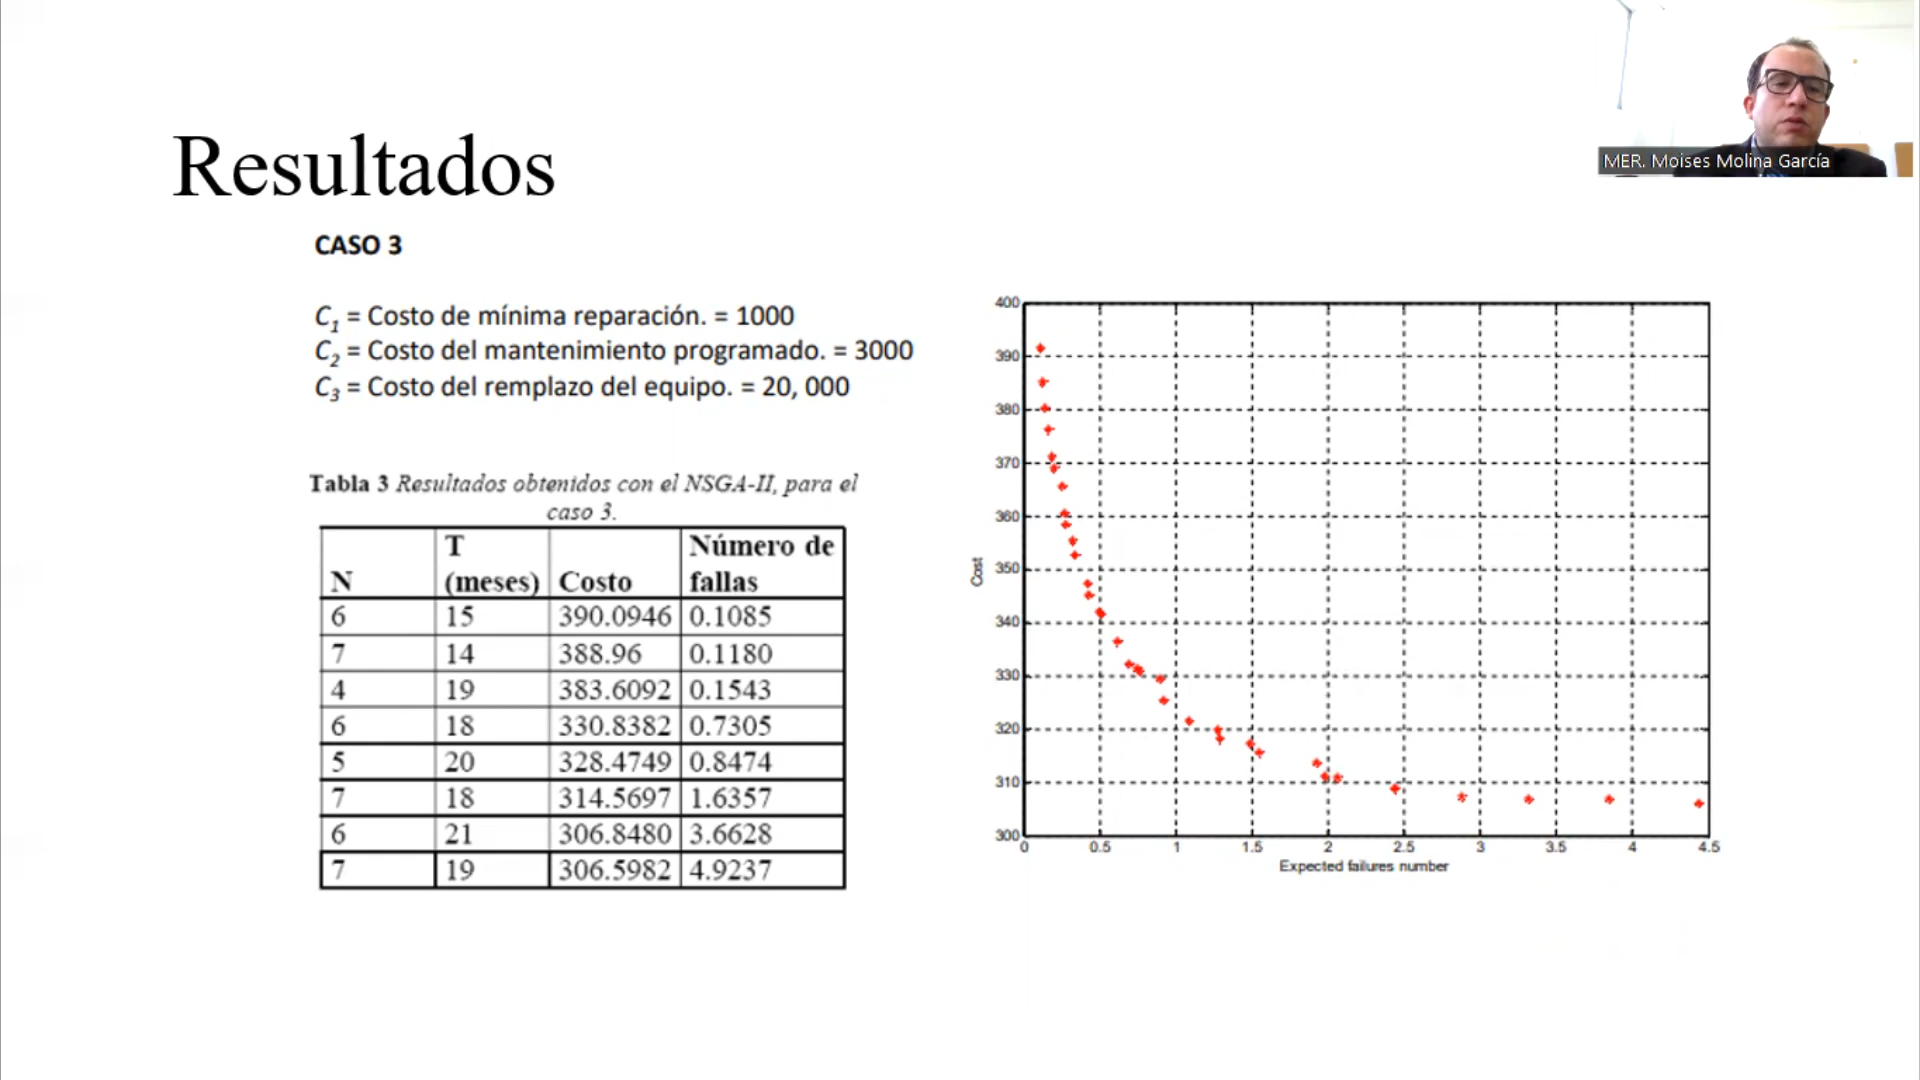 MER. Moises Molina García
Resultados
CASO 3
C1 = Costo de mínima reparación. = 1000
C2 = Costo del mantenimiento programado. = 3000
C3 = Costo del remplazo del equipo. = 20, 000
Tabla 3 Resultados obtenidos con el NSGA-II, para el
caso 3.
N T (meses) Costo Número de fallas
6 15 390.0946 0.1085
7 14 388.96 0.1180
4 19 383.6092 0.1543
6 18 330.8382 0.7305
5 20 328.4749 0.8474
7 18 314.5697 1.6357
6 21 306.8480 3.6628
7 19 306.5982 4.9237
400
390
380
370
360
350
340
330
320
310
300
Cost
0 0.5 1 1.5 2 2.5 3 3.5 4 4.5
Expected failures number